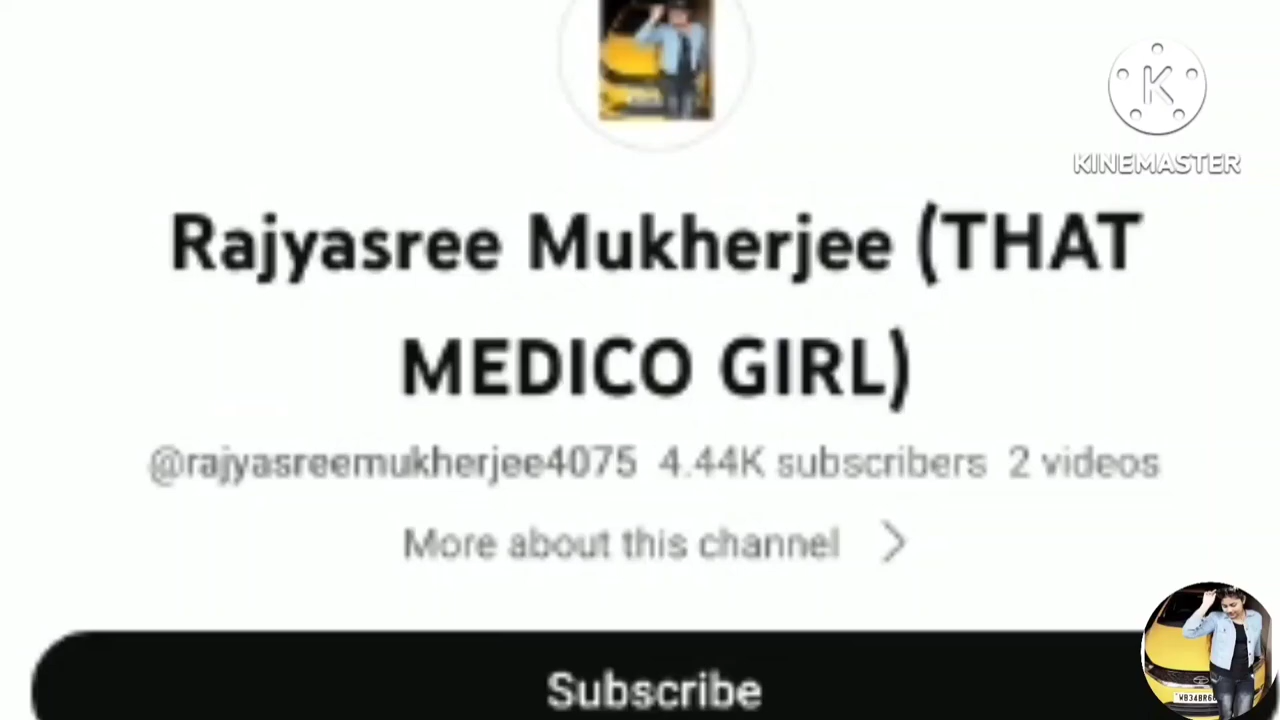 K
KINEMASTER
Rajyasree Mukherjee (THAT
MEDICO GIRL)
@rajyasreemukherjee4075 4.44K subscribers 2 videos
More about this channel
Subscribe